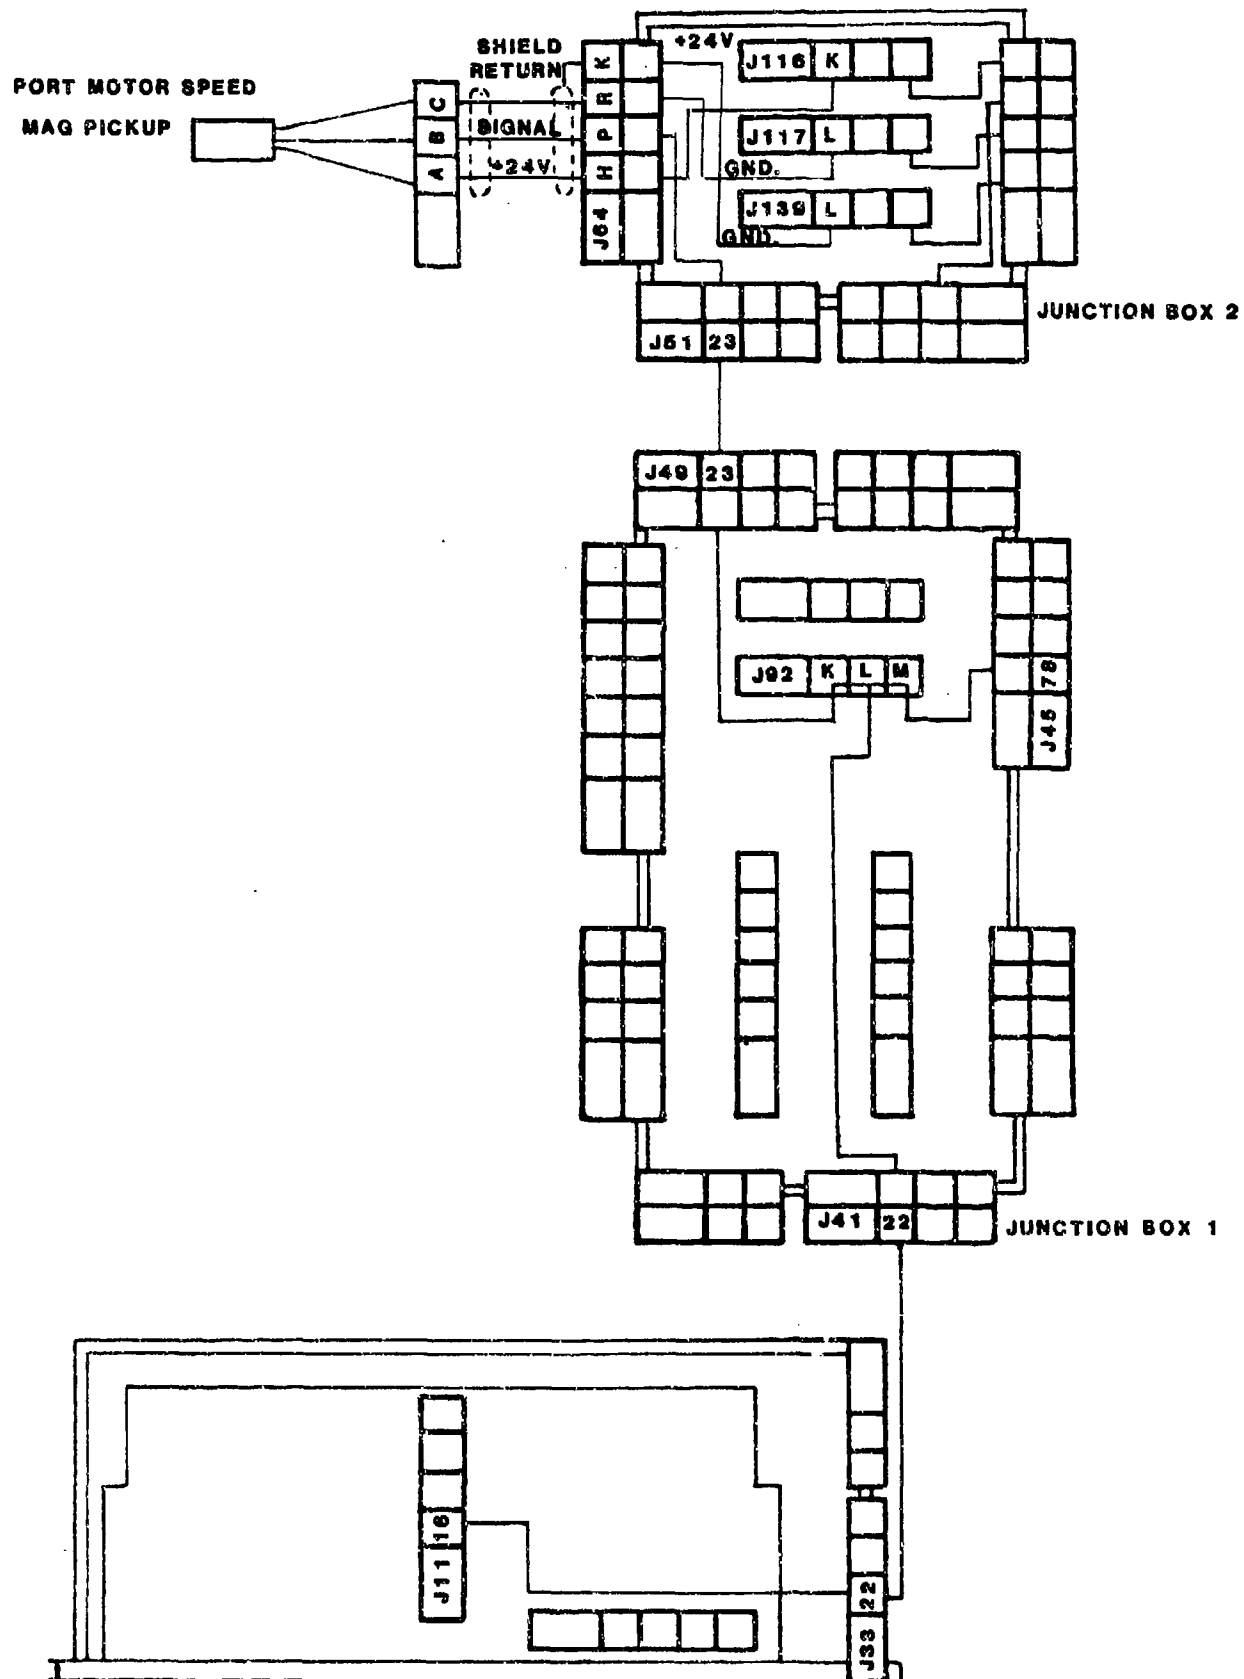 PORT MOTOR SPEED
MAG PICKUP
C
B
A
SHIELD
RETURN
SIGNAL
+24V
K
R
P
H
J64
+24V
J116 K
J117 L
GND.
J139 L
GND.
J51 23
JUNCTION BOX 2
J49 23
J92 K L M
78
J45
J41 22
JUNCTION BOX 1
16
J11
22
J33